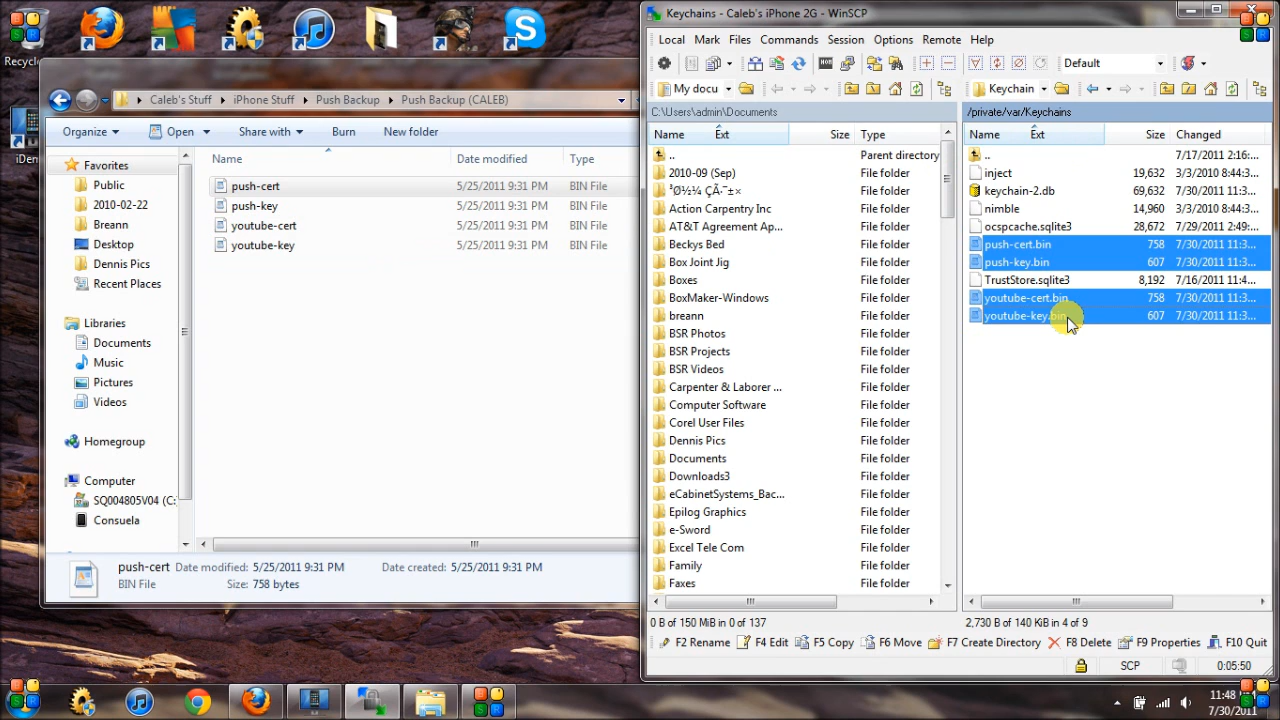 Recycl
iDen
Caleb's Stuff ▸ iPhone Stuff ▸ Push Backup ▸ Push Backup (CALEB)
Organize Open Share with Burn New folder
Name Date modified Type
Favorites
Public
2010-02-22
Breann
Desktop
Dennis Pics
Recent Places
Libraries
Documents
Music
Pictures
Videos
Homegroup
Computer
SQ004805V04 (C:
Consuela
push-cert 5/25/2011 9:31 PM BIN File
push-key 5/25/2011 9:31 PM BIN File
youtube-cert 5/25/2011 9:31 PM BIN File
youtube-key 5/25/2011 9:31 PM BIN File
push-cert Date modified: 5/25/2011 9:31 PM Date created: 5/25/2011 9:31 PM
BIN File Size: 758 bytes
Keychains - Caleb's iPhone 2G - WinSCP
Local Mark Files Commands Session Options Remote Help
Default
My docu Keychain
C:\Users\admin\Documents /private/var/Keychains
Name Ext Size Type
.. Parent directory
2010-09 (Sep) File folder
³Ø½¼ ÇÃ·¨±× File folder
Action Carpentry Inc File folder
AT&T Agreement Ap... File folder
Beckys Bed File folder
Box Joint Jig File folder
Boxes File folder
BoxMaker-Windows File folder
breann File folder
BSR Photos File folder
BSR Projects File folder
BSR Videos File folder
Carpenter & Laborer ... File folder
Computer Software File folder
Corel User Files File folder
Dennis Pics File folder
Documents File folder
Downloads3 File folder
eCabinetSystems_Bac... File folder
Epilog Graphics File folder
e-Sword File folder
Excel Tele Com File folder
Family File folder
Faxes File folder
Name Ext Size Changed
.. 7/17/2011 2:16:...
inject 19,632 3/3/2010 8:44:3...
keychain-2.db 69,632 7/30/2011 11:3...
nimble 14,960 3/3/2010 8:44:3...
ocspcache.sqlite3 28,672 7/29/2011 2:49:...
push-cert.bin 758 7/30/2011 11:3...
push-key.bin 607 7/30/2011 11:3...
TrustStore.sqlite3 8,192 7/16/2011 11:4...
youtube-cert.bin 758 7/30/2011 11:3...
youtube-key.bin 607 7/30/2011 11:3...
0 B of 150 MiB in 0 of 137 2,730 B of 140 KiB in 4 of 9
F2 Rename F4 Edit F5 Copy F6 Move F7 Create Directory F8 Delete F9 Properties F10 Quit
SCP 0:05:50
11:48
7/30/2011